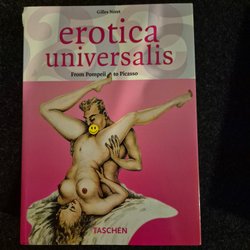 Gilles Néret
erotica
universalis
From Pompeii to Picasso
TASCHEN